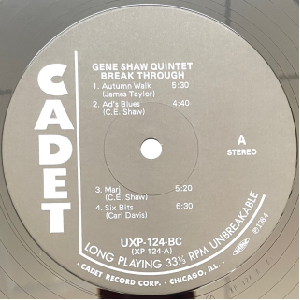 CADET
GENE SHAW QUINTET
BREAK THROUGH
1. Autumn Walk 5:30
(James Taylor)
2. Ad's Blues 4:40
(C.E. Shaw)
A
STEREO
3. Marj 5:20
(C.E. Shaw)
4. Six Bits 6:30
(Carl Davis)
UXP-124-BC
(XP 124-A)
LONG PLAYING 33⅓ RPM UNBREAKABLE
· CADET RECORD CORP. · CHICAGO, ILL. ·